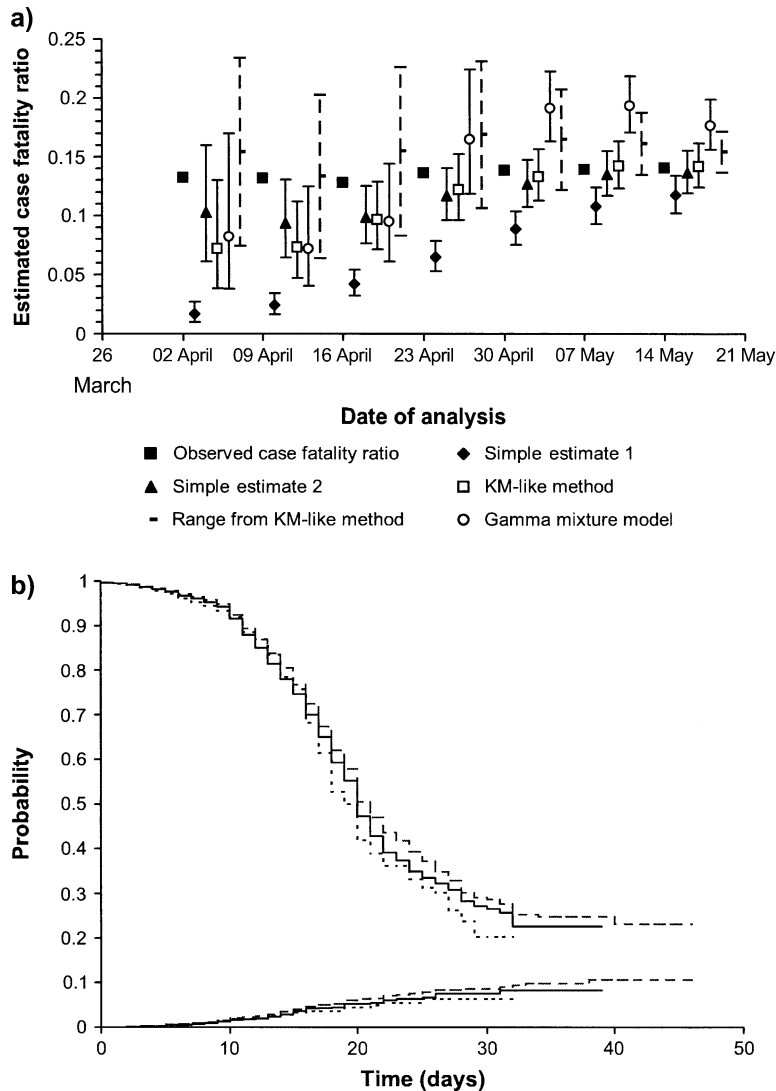 a)
Estimated case fatality ratio
0.25
0.2
0.15
0.1
0.05
0
26 March
02 April
09 April
16 April
23 April
30 April
07 May
14 May
21 May
Date of analysis
Observed case fatality ratio
Simple estimate 1
Simple estimate 2
KM-like method
Range from KM-like method
Gamma mixture model
b)
Probability
1
0.9
0.8
0.7
0.6
0.5
0.4
0.3
0.2
0.1
0
0
10
20
30
40
50
Time (days)